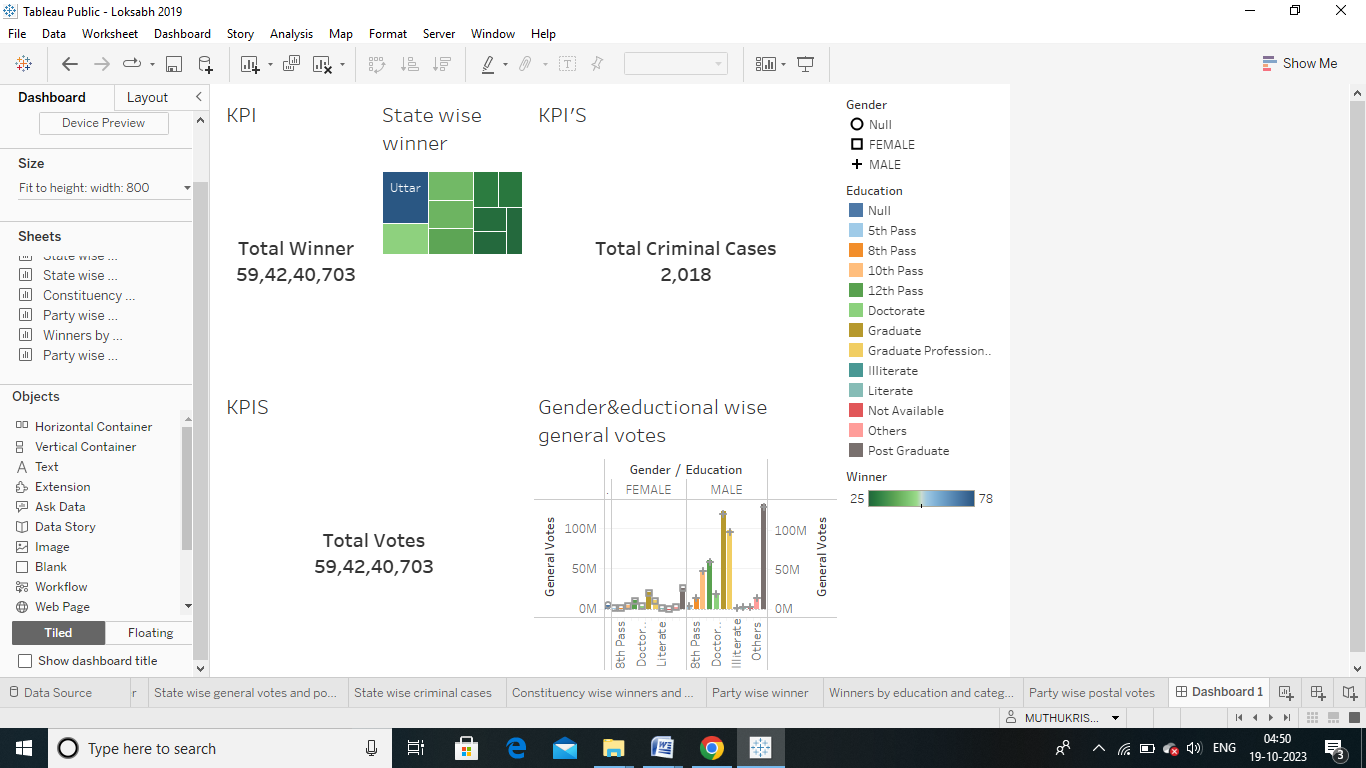 Tableau Public - Loksabh 2019
File Data Worksheet Dashboard Story Analysis Map Format Server Window Help
Show Me
Dashboard Layout
Device Preview
Size
Fit to height: width: 800
Sheets
State wise ...
State wise ...
Constituency ...
Party wise ...
Winners by ...
Party wise ...
Objects
Horizontal Container
Vertical Container
Text
Extension
Ask Data
Data Story
Image
Blank
Workflow
Web Page
Tiled Floating
Show dashboard title
KPI
Total Winner
59,42,40,703
State wise
winner
Uttar
KPI'S
Total Criminal Cases
2,018
KPIS
Total Votes
59,42,40,703
Gender&eductional wise
general votes
Gender / Education
. FEMALE MALE
General Votes
100M
50M
0M
100M
50M
0M
General Votes
8th Pass
Doctor..
Literate
8th Pass
Doctor..
Illiterate
Others
Gender
Null
FEMALE
MALE
Education
Null
5th Pass
8th Pass
10th Pass
12th Pass
Doctorate
Graduate
Graduate Profession..
Illiterate
Literate
Not Available
Others
Post Graduate
Winner
25 78
Data Source r State wise general votes and po... State wise criminal cases Constituency wise winners and ... Party wise winner Winners by education and categ... Party wise postal votes Dashboard 1
MUTHUKRIS...
Type here to search
ENG
04:50
19-10-2023
3